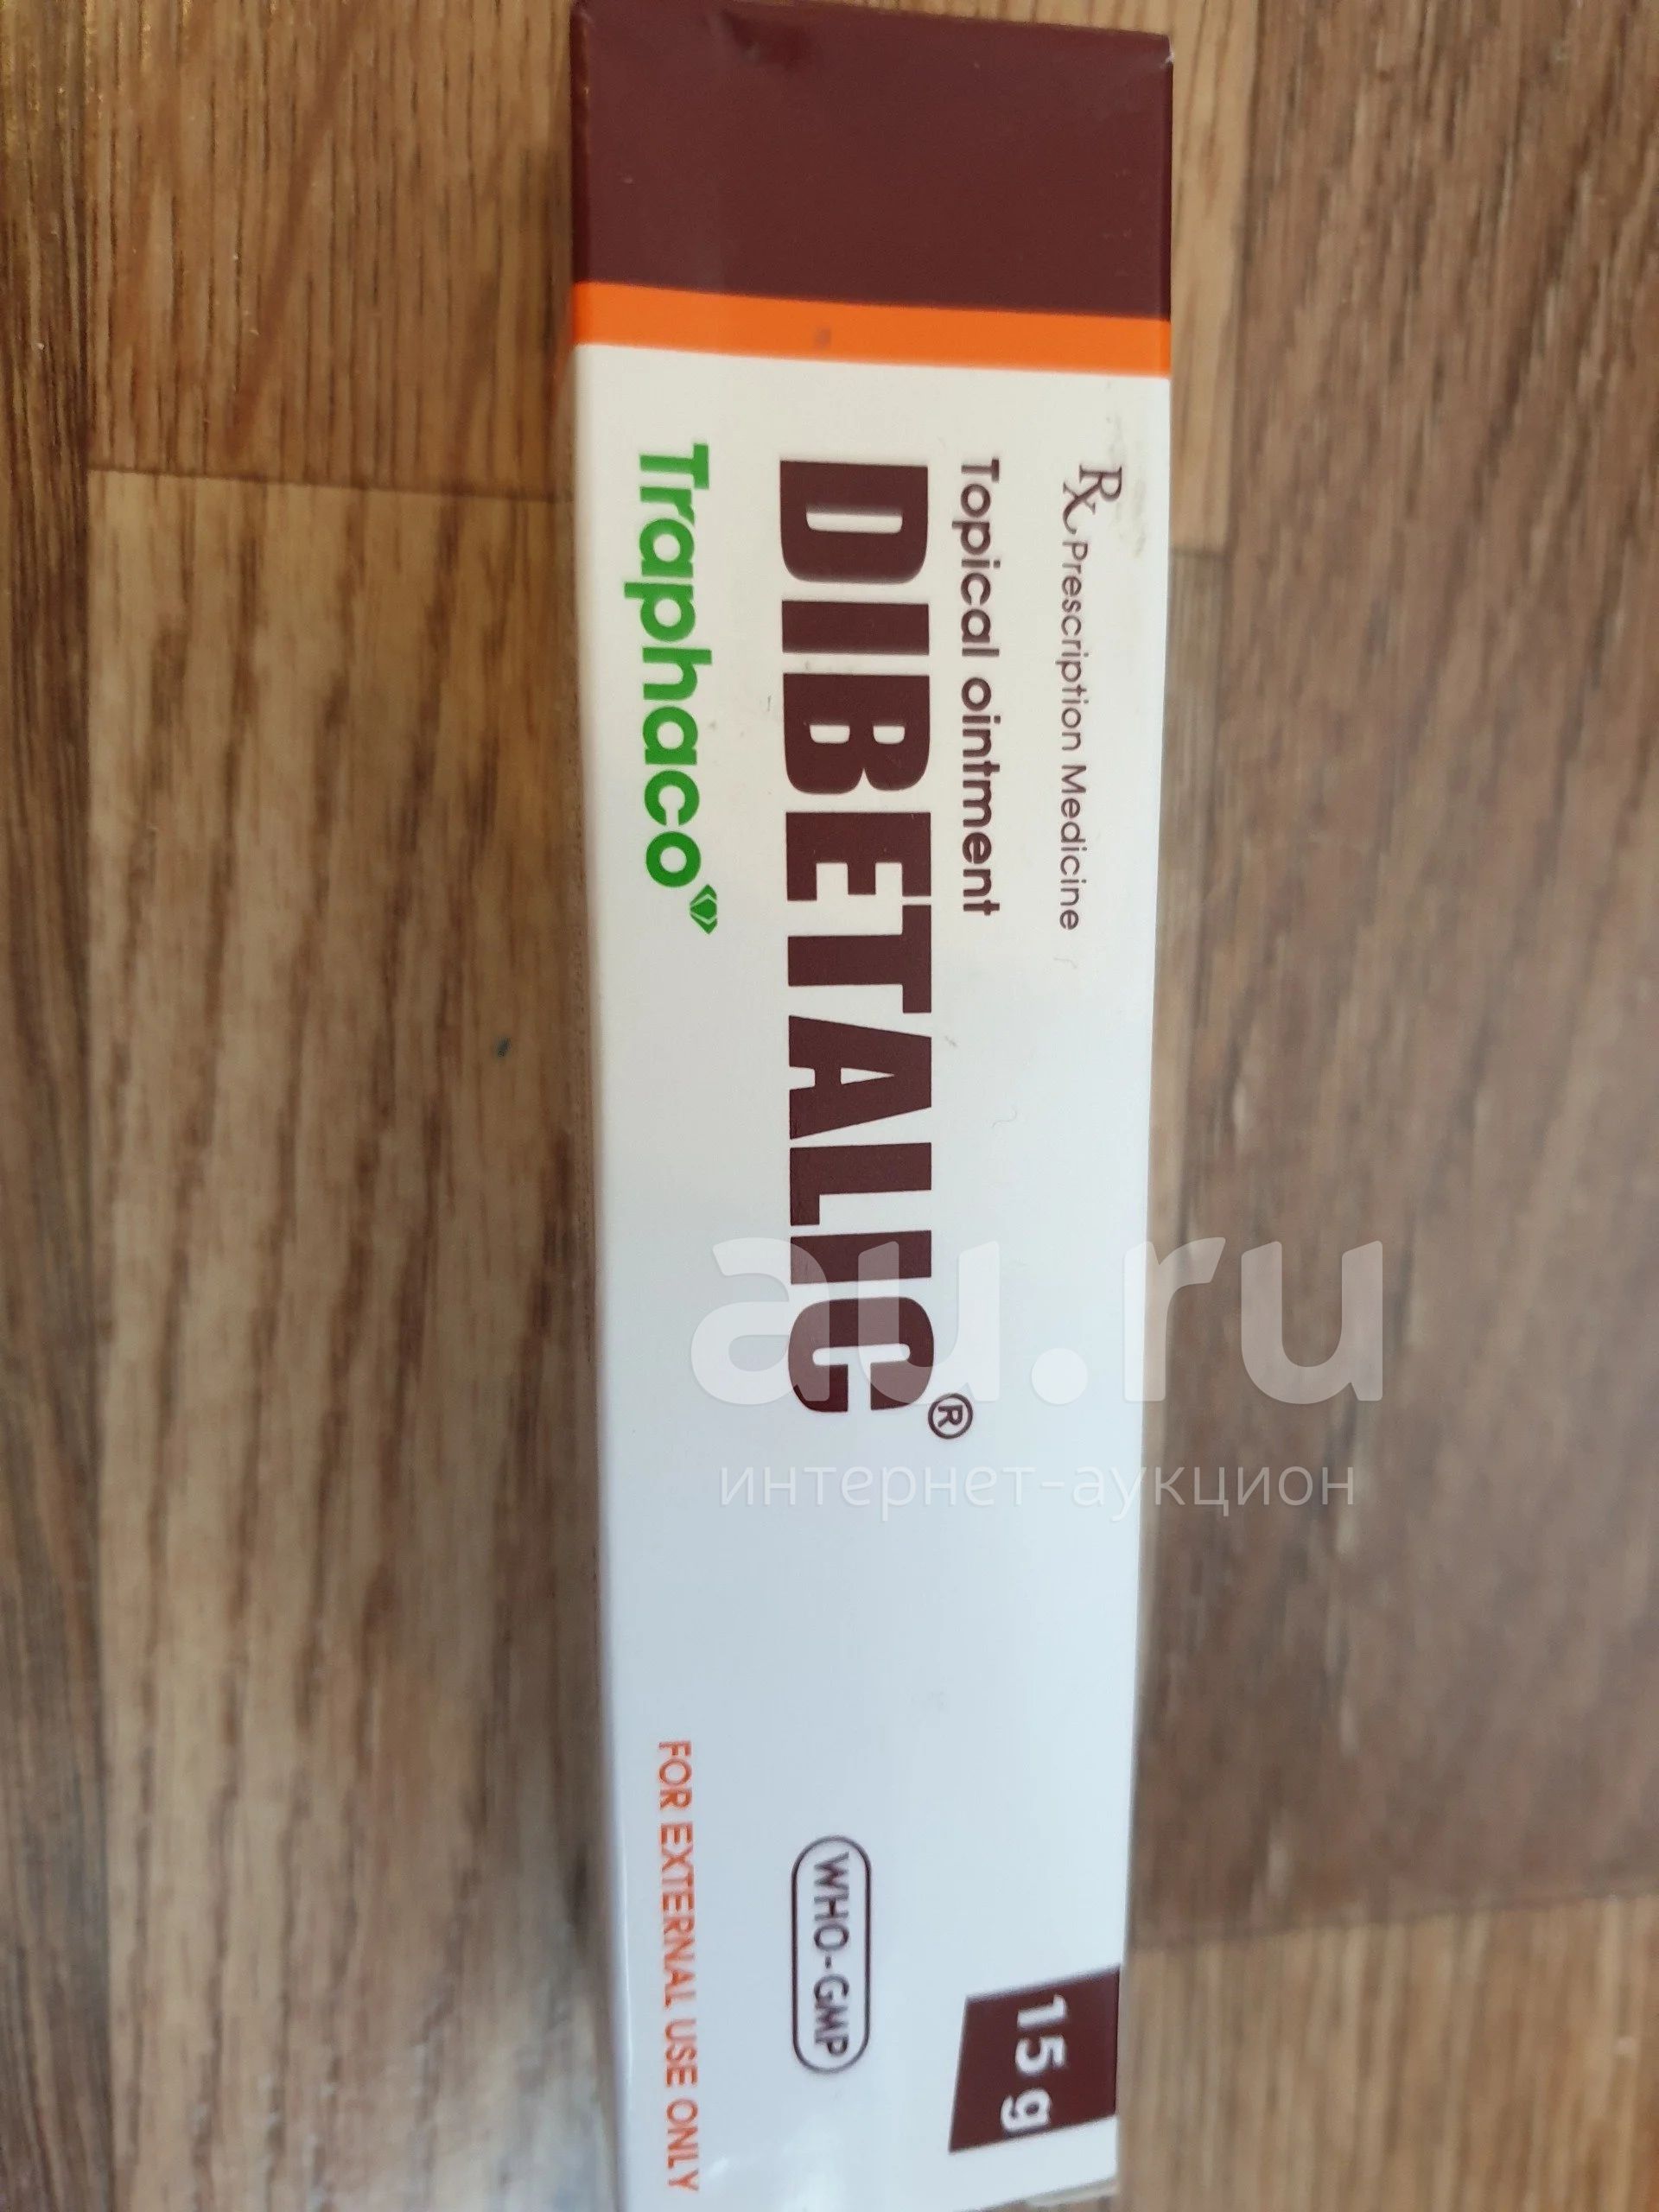 Rx Prescription Medicine
Topical ointment
DIBETALIC®
Traphaco
15 g
WHO-GMP
FOR EXTERNAL USE ONLY
au.ru
интернет-аукцион